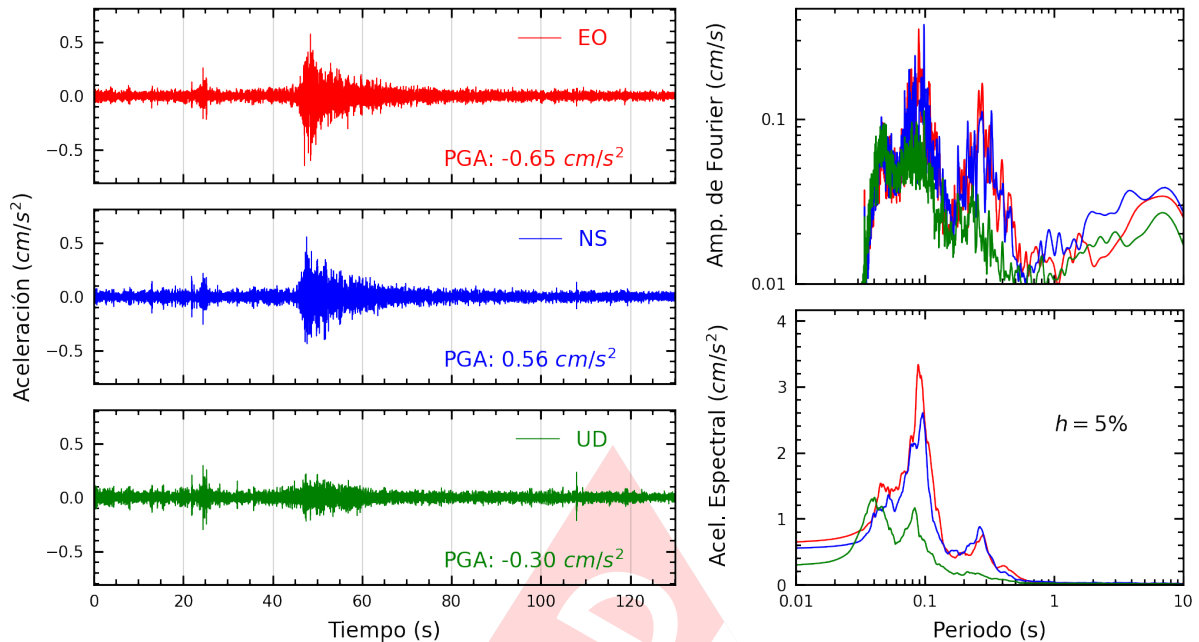 Aceleración (cm/s²)
0.5
0.0
−0.5
EO
PGA: -0.65 cm/s²
0.5
0.0
−0.5
NS
PGA: 0.56 cm/s²
0.5
0.0
−0.5
UD
PGA: -0.30 cm/s²
0 20 40 60 80 100 120
Tiempo (s)
Amp. de Fourier (cm/s)
0.1
0.01
Acel. Espectral (cm/s²)
4
3
2
1
0
h = 5%
0.01 0.1 1 10
Periodo (s)